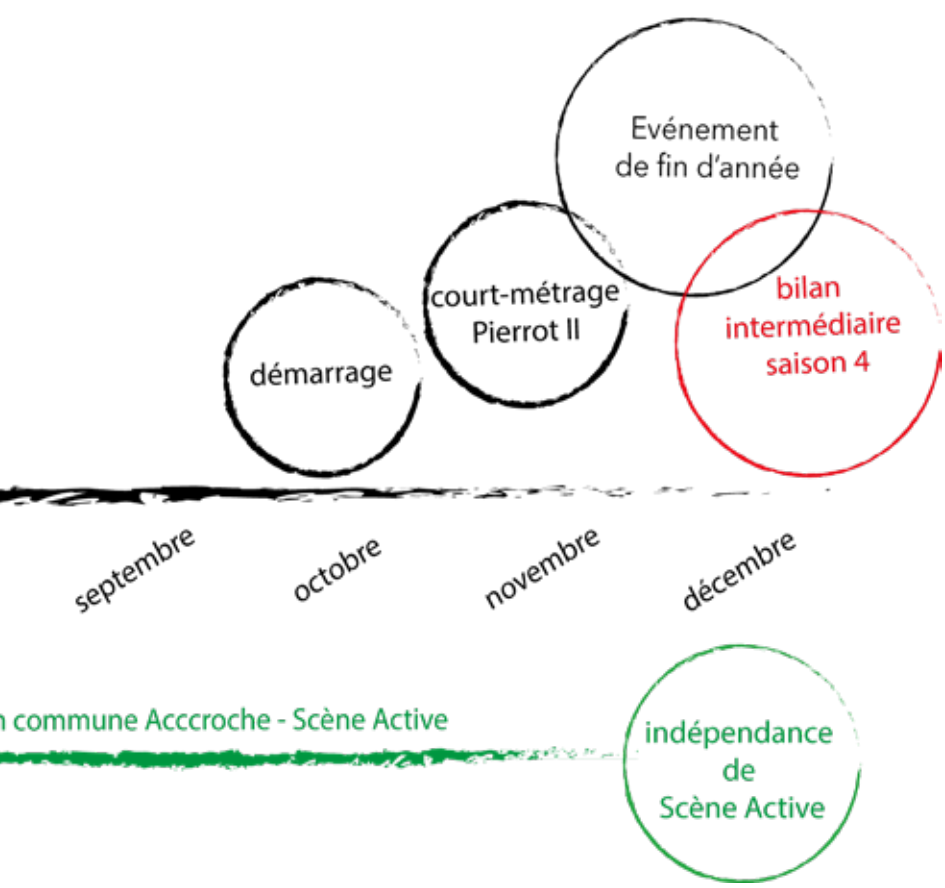 Evénement
de fin d'année
court-métrage
Pierrot II
bilan
intermédiaire
saison 4
démarrage
septembre
octobre
novembre
décembre
n commune Acccroche - Scène Active
indépendance
de
Scène Active